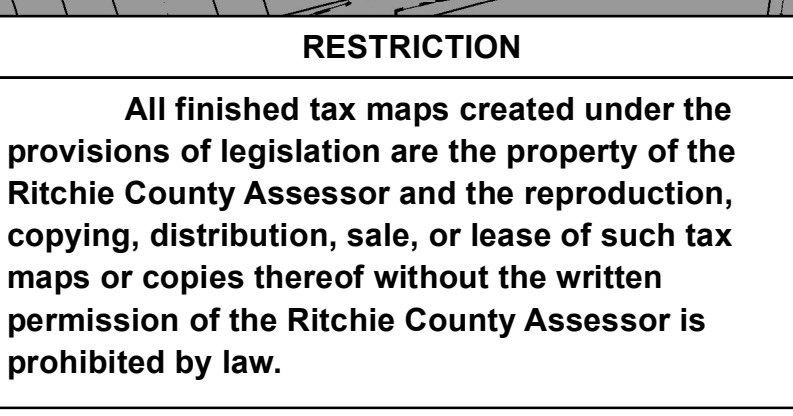 RESTRICTION
All finished tax maps created under the
provisions of legislation are the property of the
Ritchie County Assessor and the reproduction,
copying, distribution, sale, or lease of such tax
maps or copies thereof without the written
permission of the Ritchie County Assessor is
prohibited by law.